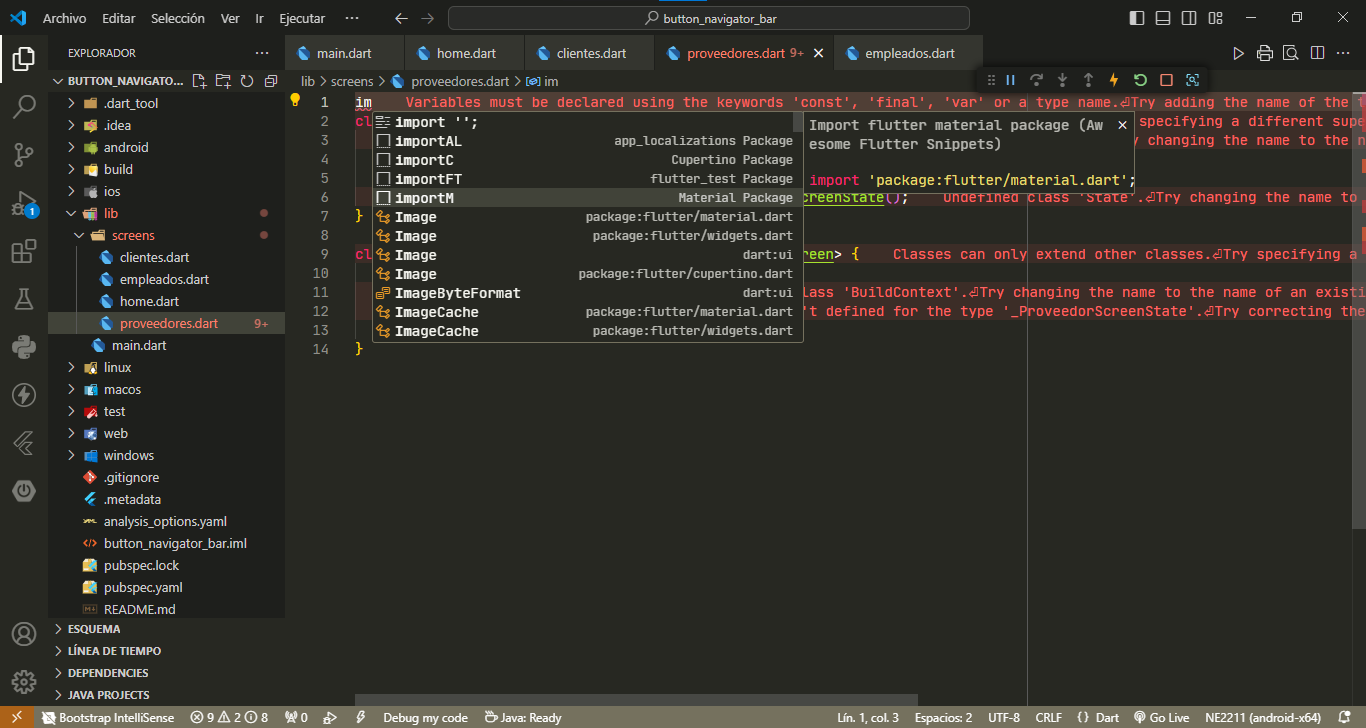 Archivo Editar Selección Ver Ir Ejecutar ··· button_navigator_bar
EXPLORADOR ···
main.dart home.dart clientes.dart proveedores.dart 9+ empleados.dart
BUTTON_NAVIGATO...
lib > screens > proveedores.dart > im
.dart_tool
.idea
android
build
ios
lib
screens
clientes.dart
empleados.dart
home.dart
proveedores.dart 9+
main.dart
linux
macos
test
web
windows
.gitignore
.metadata
analysis_options.yaml
button_navigator_bar.iml
pubspec.lock
pubspec.yaml
README.md
ESQUEMA
LÍNEA DE TIEMPO
DEPENDENCIES
JAVA PROJECTS
1 im Variables must be declared using the keywords 'const', 'final', 'var' or a type name.⏎Try adding the name of the
2 cl specifying a different supe
3 changing the name to the n
4
5
6 creenState(); Undefined class 'State'.⏎Try changing the name to
7 }
8
9 cl reen> { Classes can only extend other classes.⏎Try specifying a
10
11 lass 'BuildContext'.⏎Try changing the name to the name of an existi
12 't defined for the type '_ProveedorScreenState'.⏎Try correcting the
13
14 }
import '';
importAL app_localizations Package
importC Cupertino Package
importFT flutter_test Package
importM Material Package
Image package:flutter/material.dart
Image package:flutter/widgets.dart
Image dart:ui
Image package:flutter/cupertino.dart
ImageByteFormat dart:ui
ImageCache package:flutter/material.dart
ImageCache package:flutter/widgets.dart
Import flutter material package (Aw
esome Flutter Snippets)
import 'package:flutter/material.dart';
1
Bootstrap IntelliSense 9 2 8 0 Debug my code Java: Ready Lín. 1, col. 3 Espacios: 2 UTF-8 CRLF {} Dart Go Live NE2211 (android-x64)